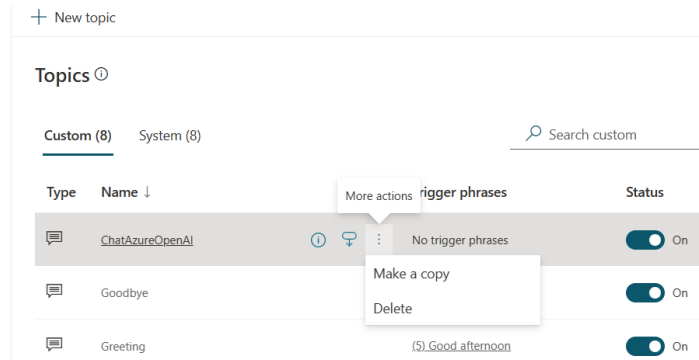 New topic
Topics
Custom (8) System (8) Search custom
Type Name ↓ More actions rigger phrases Status
ChatAzureOpenAI No trigger phrases On
Make a copy
Goodbye On
Delete
Greeting (5) Good afternoon On